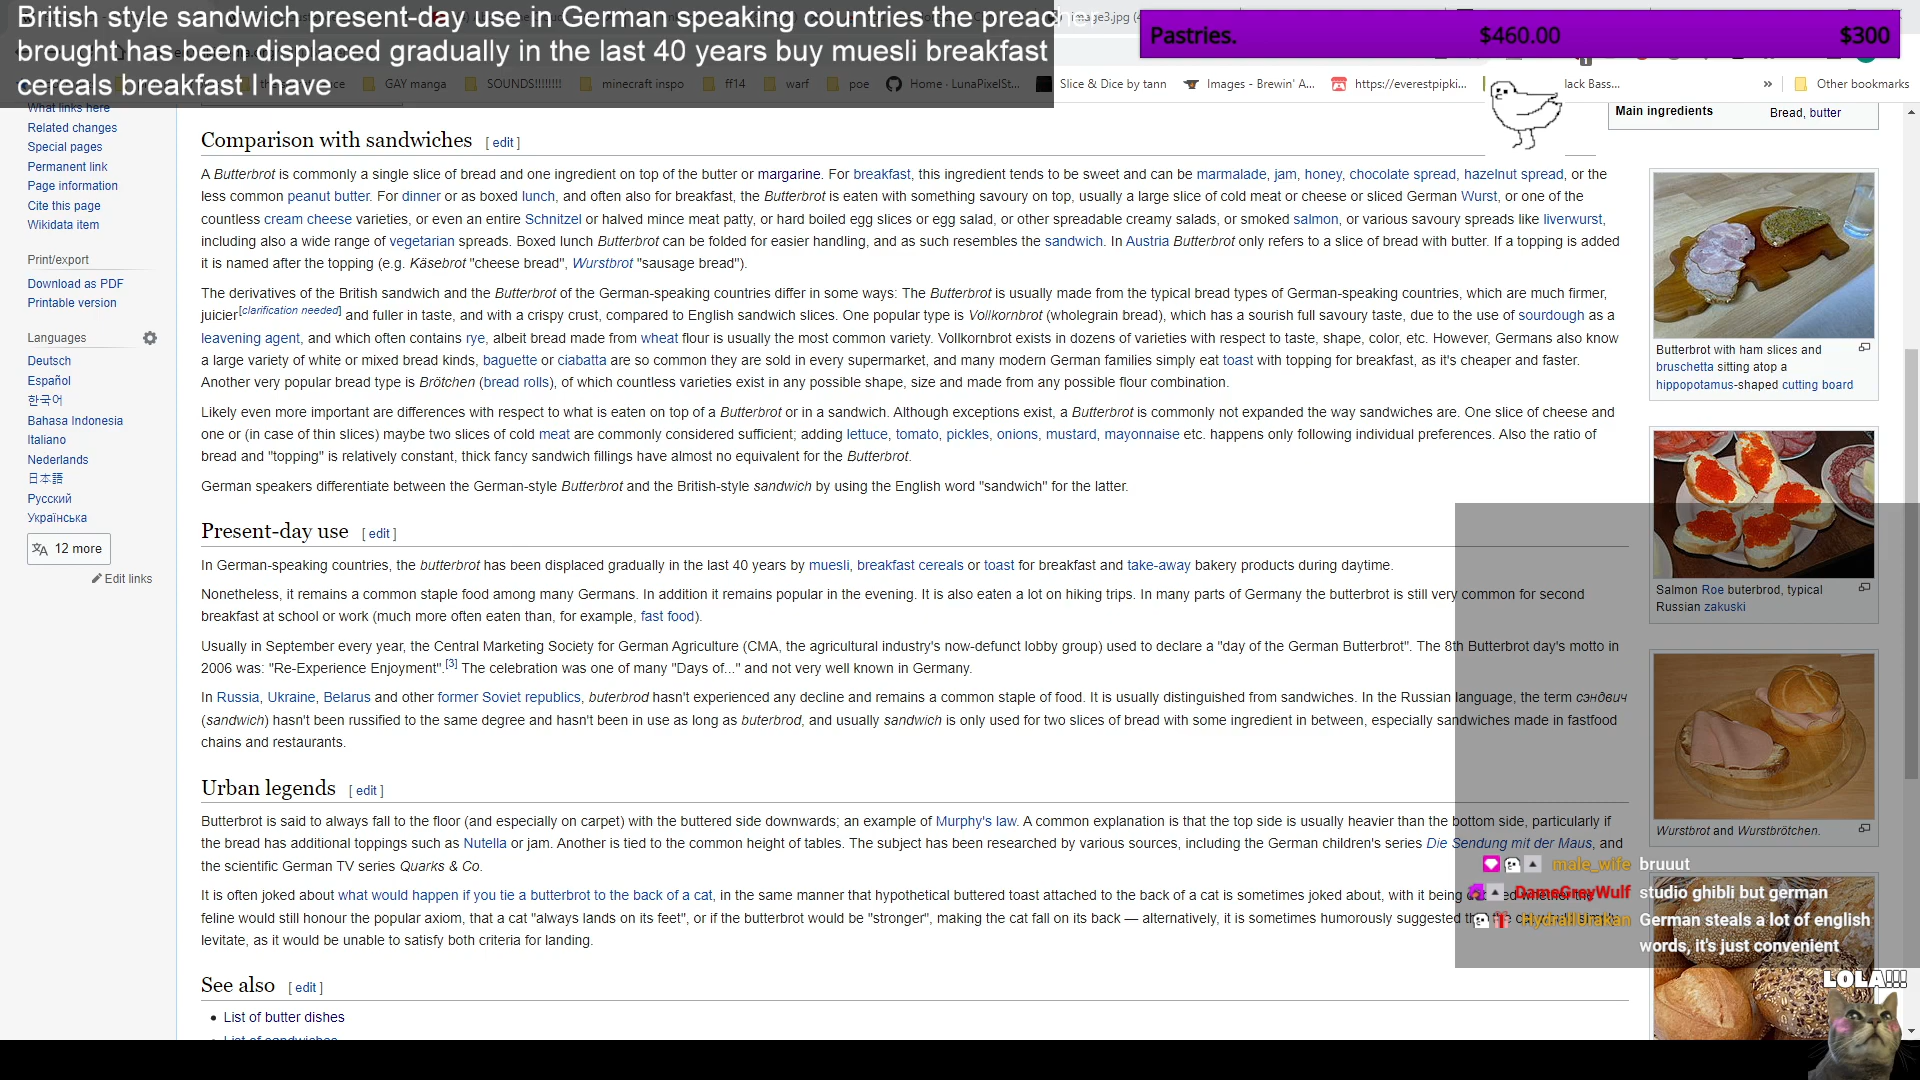 British style sandwich present-day use in German speaking countries the preacher
brought has been displaced gradually in the last 40 years buy muesli breakfast
cereals breakfast I have
image3.jpg
Pastries. $460.00 $300
GAY manga
SOUNDS!!!!!!!!
minecraft inspo
ff14
warf
poe
Home - LunaPixelSt...
Slice & Dice by tann
Images - Brewin' A...
https://everestpipki...
lack Bass...
»
Other bookmarks
What links here
Related changes
Special pages
Permanent link
Page information
Cite this page
Wikidata item
Print/export
Download as PDF
Printable version
Languages
Deutsch
Español
한국어
Bahasa Indonesia
Italiano
Nederlands
日本語
Русский
Українська
12 more
Edit links
Comparison with sandwiches [ edit ]
A Butterbrot is commonly a single slice of bread and one ingredient on top of the butter or margarine. For breakfast, this ingredient tends to be sweet and can be marmalade, jam, honey, chocolate spread, hazelnut spread, or the
less common peanut butter. For dinner or as boxed lunch, and often also for breakfast, the Butterbrot is eaten with something savoury on top, usually a large slice of cold meat or cheese or sliced German Wurst, or one of the
countless cream cheese varieties, or even an entire Schnitzel or halved mince meat patty, or hard boiled egg slices or egg salad, or other spreadable creamy salads, or smoked salmon, or various savoury spreads like liverwurst,
including also a wide range of vegetarian spreads. Boxed lunch Butterbrot can be folded for easier handling, and as such resembles the sandwich. In Austria Butterbrot only refers to a slice of bread with butter. If a topping is added
it is named after the topping (e.g. Käsebrot "cheese bread", Wurstbrot "sausage bread").
The derivatives of the British sandwich and the Butterbrot of the German-speaking countries differ in some ways: The Butterbrot is usually made from the typical bread types of German-speaking countries, which are much firmer,
juicier[clarification needed] and fuller in taste, and with a crispy crust, compared to English sandwich slices. One popular type is Vollkornbrot (wholegrain bread), which has a sourish full savoury taste, due to the use of sourdough as a
leavening agent, and which often contains rye, albeit bread made from wheat flour is usually the most common variety. Vollkornbrot exists in dozens of varieties with respect to taste, shape, color, etc. However, Germans also know
a large variety of white or mixed bread kinds, baguette or ciabatta are so common they are sold in every supermarket, and many modern German families simply eat toast with topping for breakfast, as it's cheaper and faster.
Another very popular bread type is Brötchen (bread rolls), of which countless varieties exist in any possible shape, size and made from any possible flour combination.
Likely even more important are differences with respect to what is eaten on top of a Butterbrot or in a sandwich. Although exceptions exist, a Butterbrot is commonly not expanded the way sandwiches are. One slice of cheese and
one or (in case of thin slices) maybe two slices of cold meat are commonly considered sufficient; adding lettuce, tomato, pickles, onions, mustard, mayonnaise etc. happens only following individual preferences. Also the ratio of
bread and "topping" is relatively constant, thick fancy sandwich fillings have almost no equivalent for the Butterbrot.
German speakers differentiate between the German-style Butterbrot and the British-style sandwich by using the English word "sandwich" for the latter.
Present-day use [ edit ]
In German-speaking countries, the butterbrot has been displaced gradually in the last 40 years by muesli, breakfast cereals or toast for breakfast and take-away bakery products during daytime.
Nonetheless, it remains a common staple food among many Germans. In addition it remains popular in the evening. It is also eaten a lot on hiking trips. In many parts of Germany the butterbrot is still very common for second
breakfast at school or work (much more often eaten than, for example, fast food).
Usually in September every year, the Central Marketing Society for German Agriculture (CMA, the agricultural industry's now-defunct lobby group) used to declare a "day of the German Butterbrot". The 8th Butterbrot day's motto in
2006 was: "Re-Experience Enjoyment".[3] The celebration was one of many "Days of..." and not very well known in Germany.
In Russia, Ukraine, Belarus and other former Soviet republics, buterbrod hasn't experienced any decline and remains a common staple of food. It is usually distinguished from sandwiches. In the Russian language, the term сэндвич
(sandwich) hasn't been russified to the same degree and hasn't been in use as long as buterbrod, and usually sandwich is only used for two slices of bread with some ingredient in between, especially sandwiches made in fastfood
chains and restaurants.
Urban legends [ edit ]
Butterbrot is said to always fall to the floor (and especially on carpet) with the buttered side downwards; an example of Murphy's law. A common explanation is that the top side is usually heavier than the bottom side, particularly if
the bread has additional toppings such as Nutella or jam. Another is tied to the common height of tables. The subject has been researched by various sources, including the German children's series Die Sendung mit der Maus, and
the scientific German TV series Quarks & Co.
It is often joked about what would happen if you tie a butterbrot to the back of a cat, in the same manner that hypothetical buttered toast attached to the back of a cat is sometimes joked about, with it being
feline would still honour the popular axiom, that a cat "always lands on its feet", or if the butterbrot would be "stronger", making the cat fall on its back — alternatively, it is sometimes humorously suggested
levitate, as it would be unable to satisfy both criteria for landing.
See also [ edit ]
• List of butter dishes
Main ingredients Bread, butter
Butterbrot with ham slices and
bruschetta sitting atop a
hippopotamus-shaped cutting board
Salmon Roe buterbrod, typical
Russian zakuski
Wurstbrot and Wurstbrötchen.
male_wife bruuut
DameGreyWulf studio ghibli but german
German steals a lot of english
words, it's just convenient
LOLA!!!